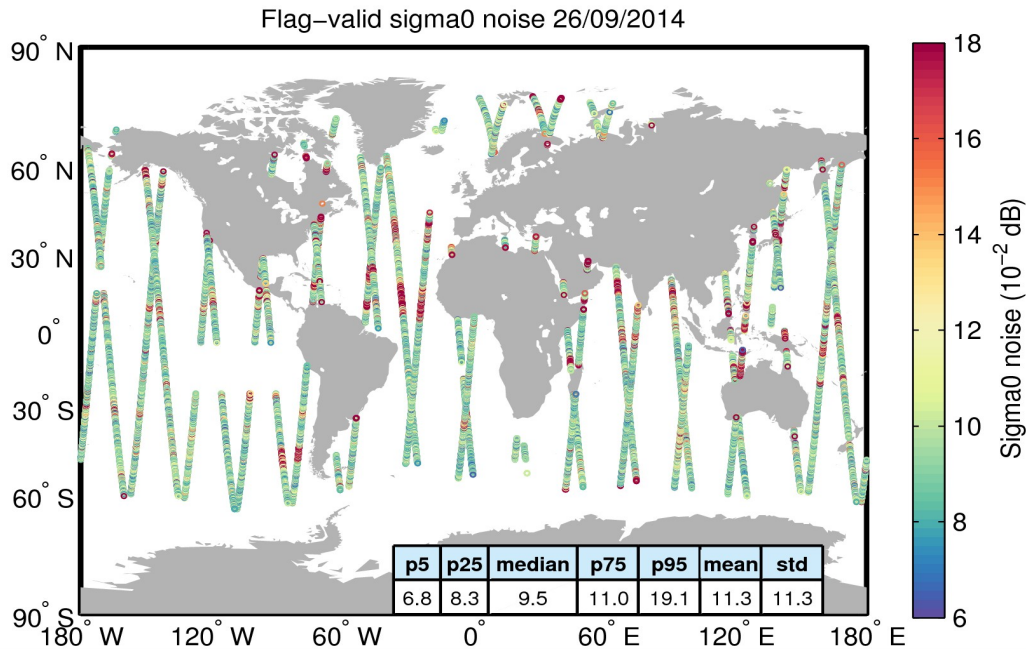 Flag−valid sigma0 noise 26/09/2014
90° N
60° N
30° N
0°
30° S
60° S
90° S
180° W
120° W
60° W
0°
60° E
120° E
180° E
p5 p25 median p75 p95 mean std
6.8 8.3 9.5 11.0 19.1 11.3 11.3
18
16
14
12
10
8
6
Sigma0 noise (10⁻² dB)